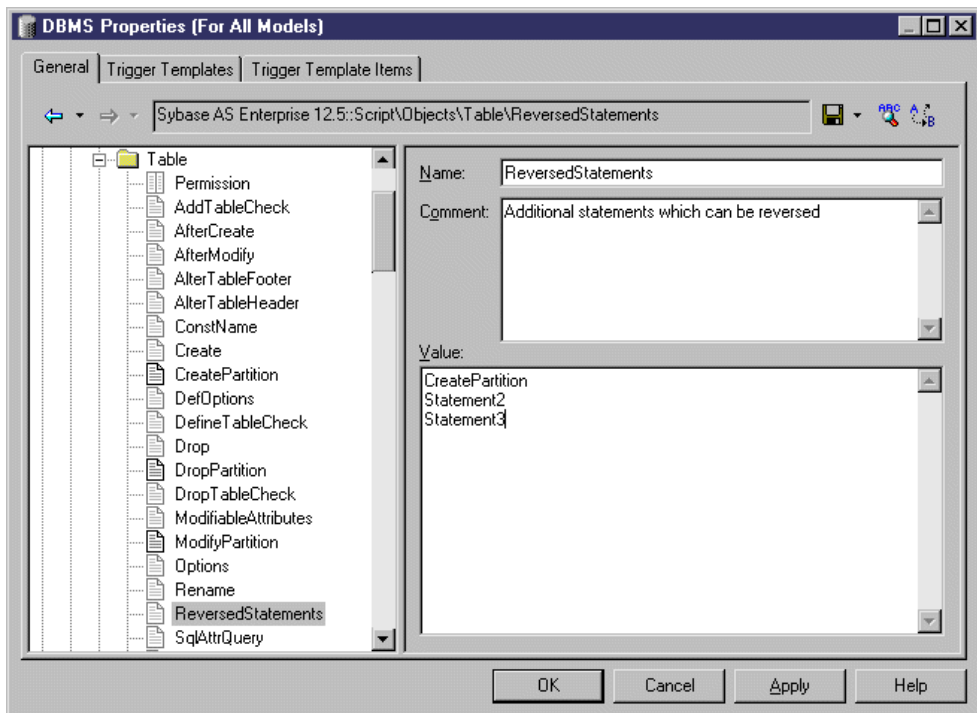 DBMS Properties (For All Models)
General
Trigger Templates
Trigger Template Items
Sybase AS Enterprise 12.5::Script\Objects\Table\ReversedStatements
Table
Permission
AddTableCheck
AfterCreate
AfterModify
AlterTableFooter
AlterTableHeader
ConstName
Create
CreatePartition
DefOptions
DefineTableCheck
Drop
DropPartition
DropTableCheck
ModifiableAttributes
ModifyPartition
Options
Rename
ReversedStatements
SqlAttrQuery
Name:
ReversedStatements
Comment:
Additional statements which can be reversed
Value:
CreatePartition
Statement2
Statement3
OK
Cancel
Apply
Help